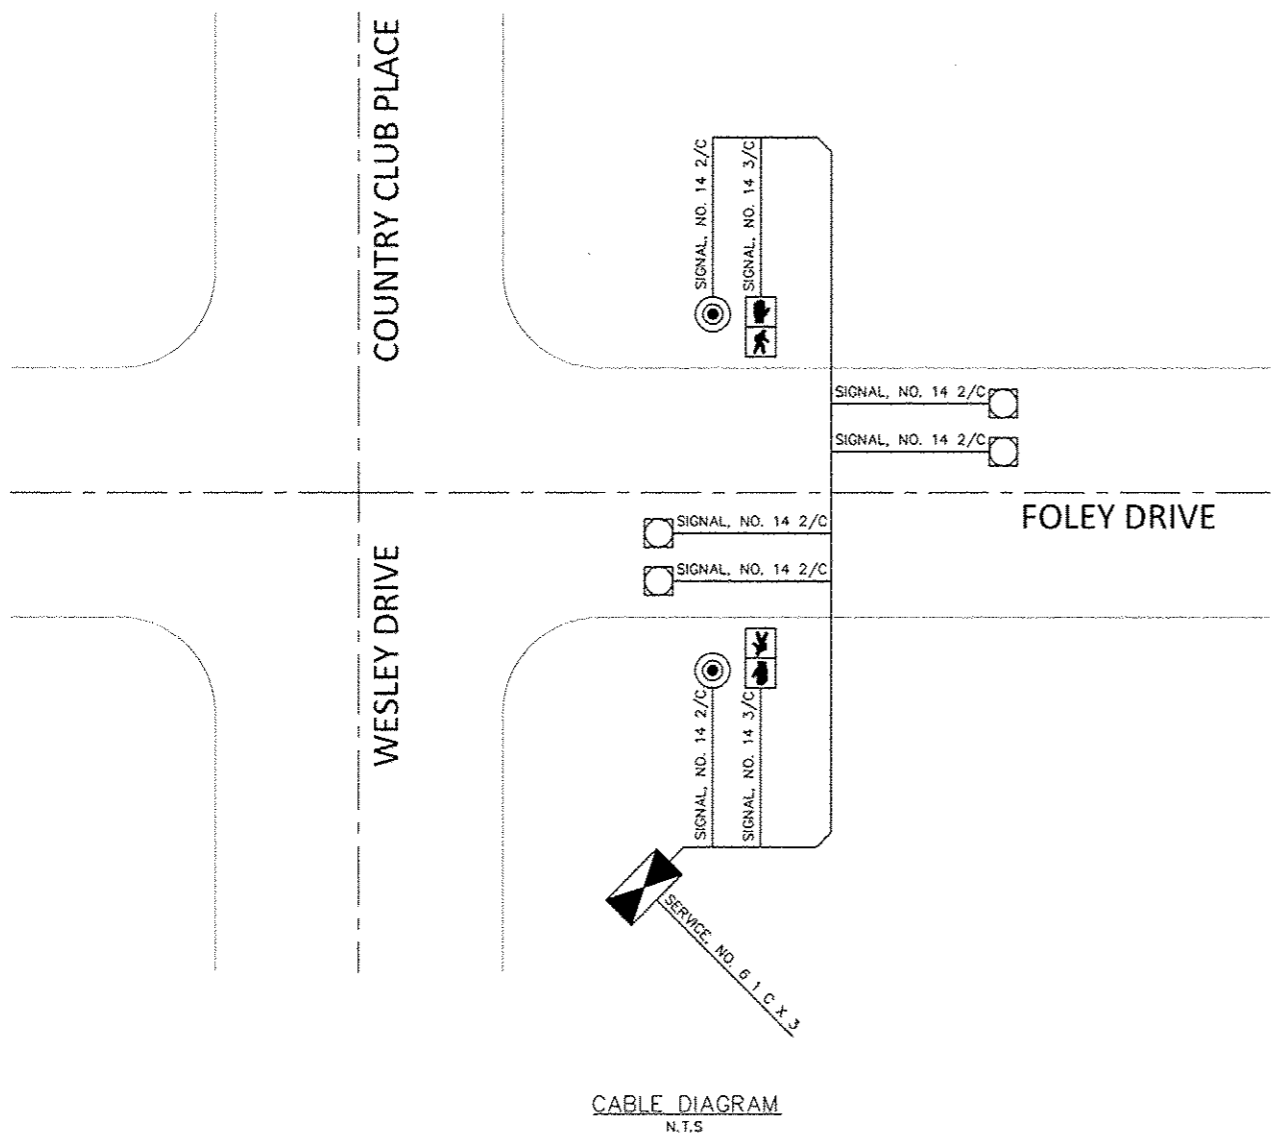 COUNTRY CLUB PLACE
SIGNAL, NO. 14 2/C
SIGNAL, NO. 14 3/C
SIGNAL, NO. 14 2/C
SIGNAL, NO. 14 2/C
FOLEY DRIVE
SIGNAL, NO. 14 2/C
SIGNAL, NO. 14 2/C
WESLEY DRIVE
SIGNAL, NO. 14 2/C
SIGNAL, NO. 14 3/C
SERVICE, NO. 6 1 C X 3
CABLE DIAGRAM
N.T.S